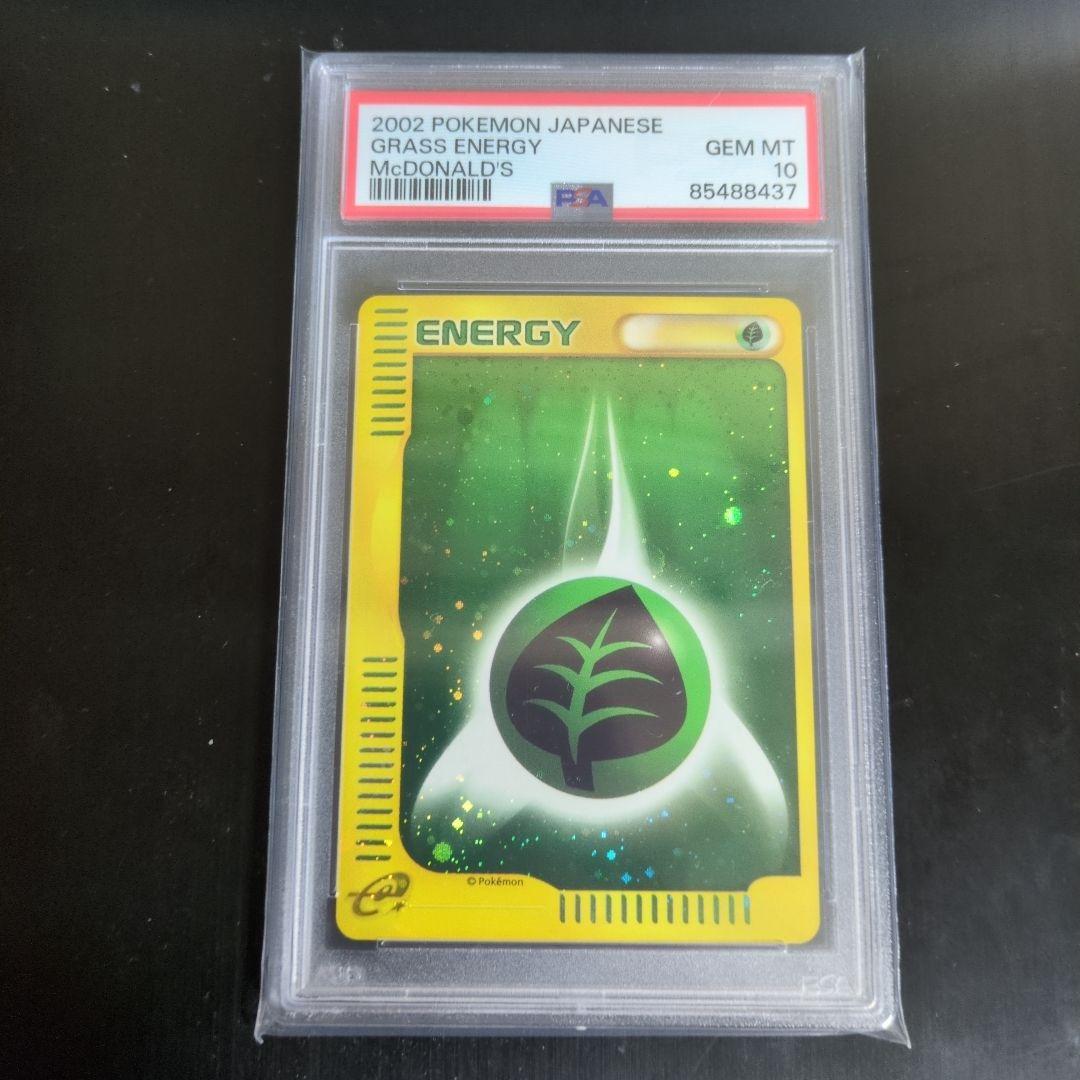 2002 POKEMON JAPANESE
GRASS ENERGY
McDONALD'S
GEM MT
10
85488437
PSA
ENERGY
e
© Pokémon